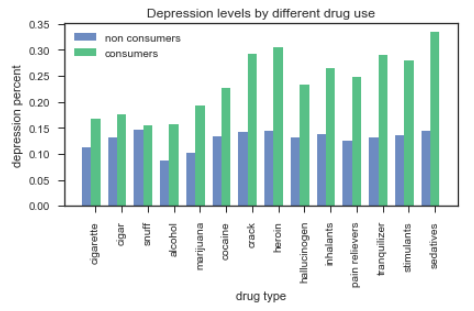 Depression levels by different drug use
depression percent
0.35
0.30
0.25
0.20
0.15
0.10
0.05
0.00
non consumers
consumers
cigarette
cigar
snuff
alcohol
marijuana
cocaine
crack
heroin
hallucinogen
inhalants
pain relievers
tranquilizer
stimulants
sedatives
drug type